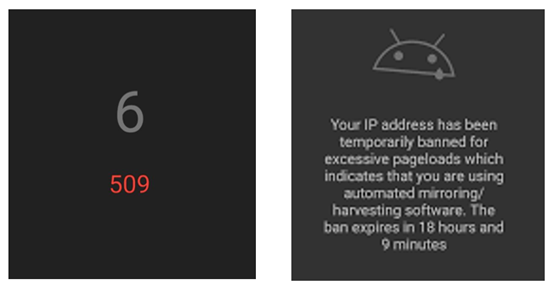 6
509
Your IP address has been
temporarily banned for
excessive pageloads which
indicates that you are using
automated mirroring/
harvesting software. The
ban expires in 18 hours and
9 minutes